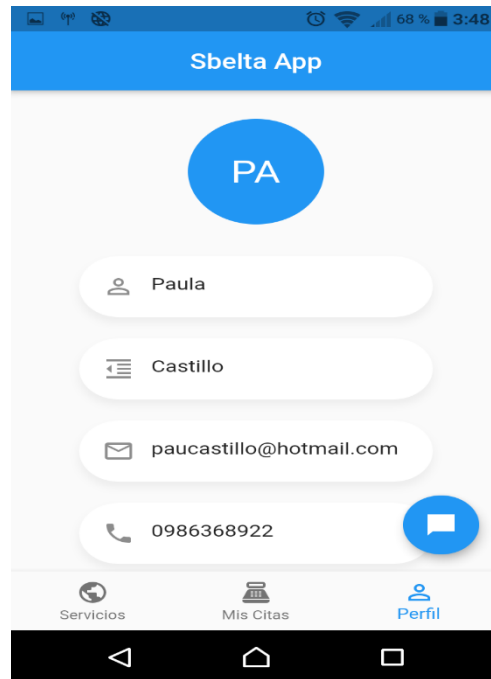 68 % 3:48
Sbelta App
PA
Paula
Castillo
paucastillo@hotmail.com
0986368922
Servicios Mis Citas Perfil